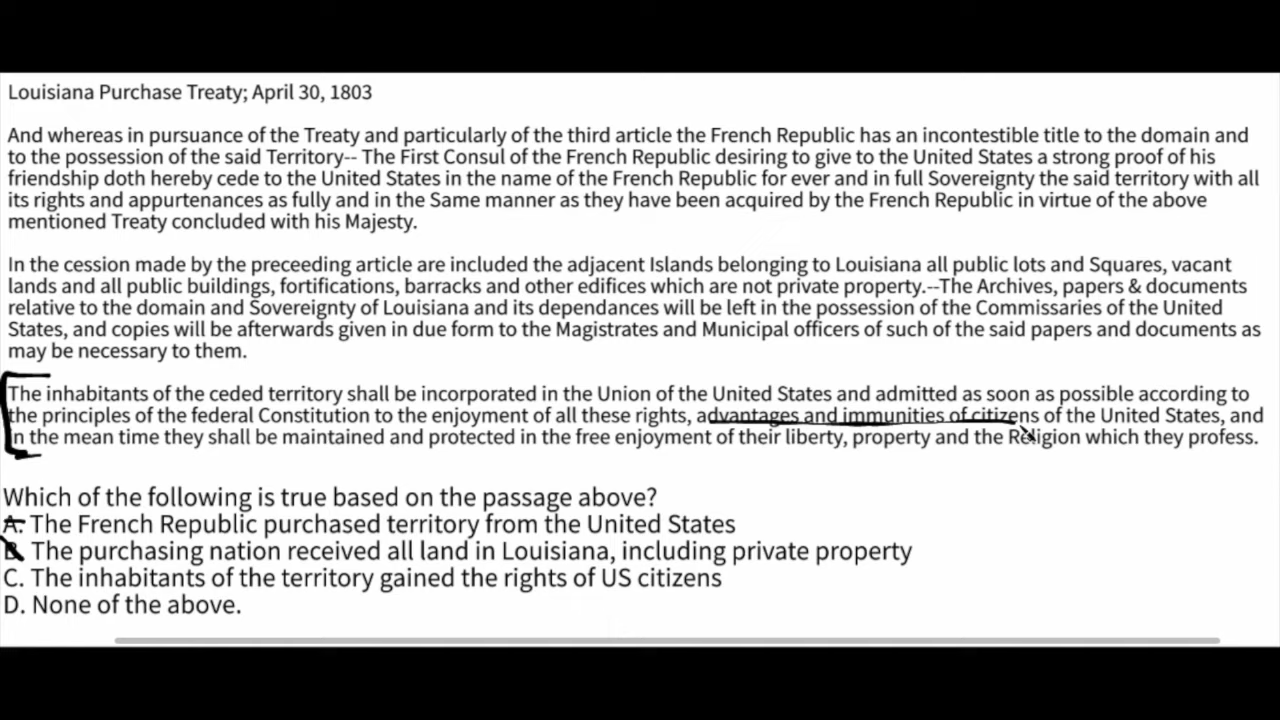 Louisiana Purchase Treaty; April 30, 1803
And whereas in pursuance of the Treaty and particularly of the third article the French Republic has an incontestible title to the domain and
to the possession of the said Territory-- The First Consul of the French Republic desiring to give to the United States a strong proof of his
friendship doth hereby cede to the United States in the name of the French Republic for ever and in full Sovereignty the said territory with all
its rights and appurtenances as fully and in the Same manner as they have been acquired by the French Republic in virtue of the above
mentioned Treaty concluded with his Majesty.
In the cession made by the preceeding article are included the adjacent Islands belonging to Louisiana all public lots and Squares, vacant
lands and all public buildings, fortifications, barracks and other edifices which are not private property.--The Archives, papers & documents
relative to the domain and Sovereignty of Louisiana and its dependances will be left in the possession of the Commissaries of the United
States, and copies will be afterwards given in due form to the Magistrates and Municipal officers of such of the said papers and documents as
may be necessary to them.
The inhabitants of the ceded territory shall be incorporated in the Union of the United States and admitted as soon as possible according to
the principles of the federal Constitution to the enjoyment of all these rights, advantages and immunities of citizens of the United States, and
in the mean time they shall be maintained and protected in the free enjoyment of their liberty, property and the Religion which they profess.
Which of the following is true based on the passage above?
A. The French Republic purchased territory from the United States
B. The purchasing nation received all land in Louisiana, including private property
C. The inhabitants of the territory gained the rights of US citizens
D. None of the above.